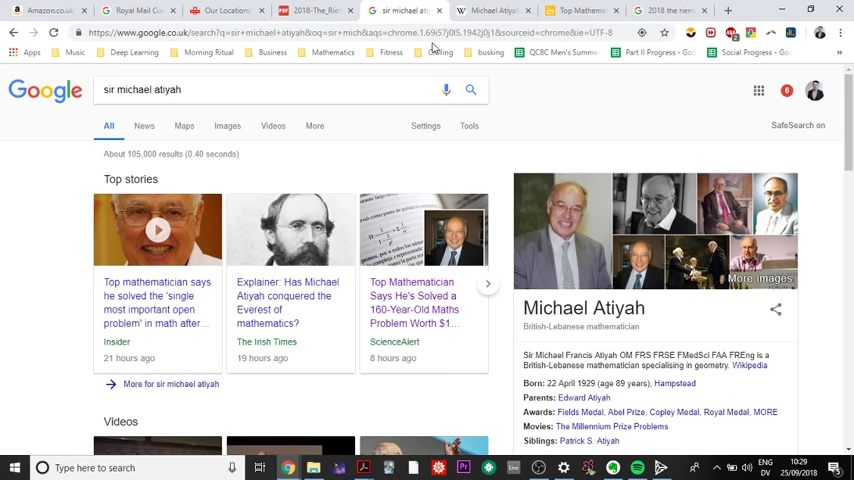 Amazon.co.uk
Royal Mail Cu
Our Locations
2018-The_Rie
sir michael ati
Michael Atiyah
Top Mathema
2018 the riem
https://www.google.co.uk/search?q=sir+michael+atiyah&oq=sir+mich&aqs=chrome.1.69i57j0l5.1942j0j1&sourceid=chrome&ie=UTF-8
Apps
Music
Deep Learning
Morning Ritual
Business
Mathematics
Fitness
busking
QCBC Men's Summer
Part II Progress - Goo
Social Progress - Goo
Google
sir michael atiyah
6
All
News
Maps
Images
Videos
More
Settings
Tools
SafeSearch on
About 105,000 results (0.40 seconds)
Top stories
Top mathematician says
he solved the 'single
most important open
problem' in math after…
Insider
21 hours ago
Explainer: Has Michael
Atiyah conquered the
Everest of
mathematics?
The Irish Times
19 hours ago
Top Mathematician
Says He's Solved a
160-Year-Old Maths
Problem Worth $1…
ScienceAlert
8 hours ago
More for sir michael atiyah
Videos
More images
Michael Atiyah
British-Lebanese mathematician
Sir Michael Francis Atiyah OM FRS FRSE FMedSci FAA FREng is a
British-Lebanese mathematician specialising in geometry. Wikipedia
Born: 22 April 1929 (age 89 years), Hampstead
Parents: Edward Atiyah
Awards: Fields Medal, Abel Prize, Copley Medal, Royal Medal, MORE
Movies: The Millennium Prize Problems
Siblings: Patrick S. Atiyah
Type here to search
Pr
Live
ENG
DV
10:29
25/09/2018